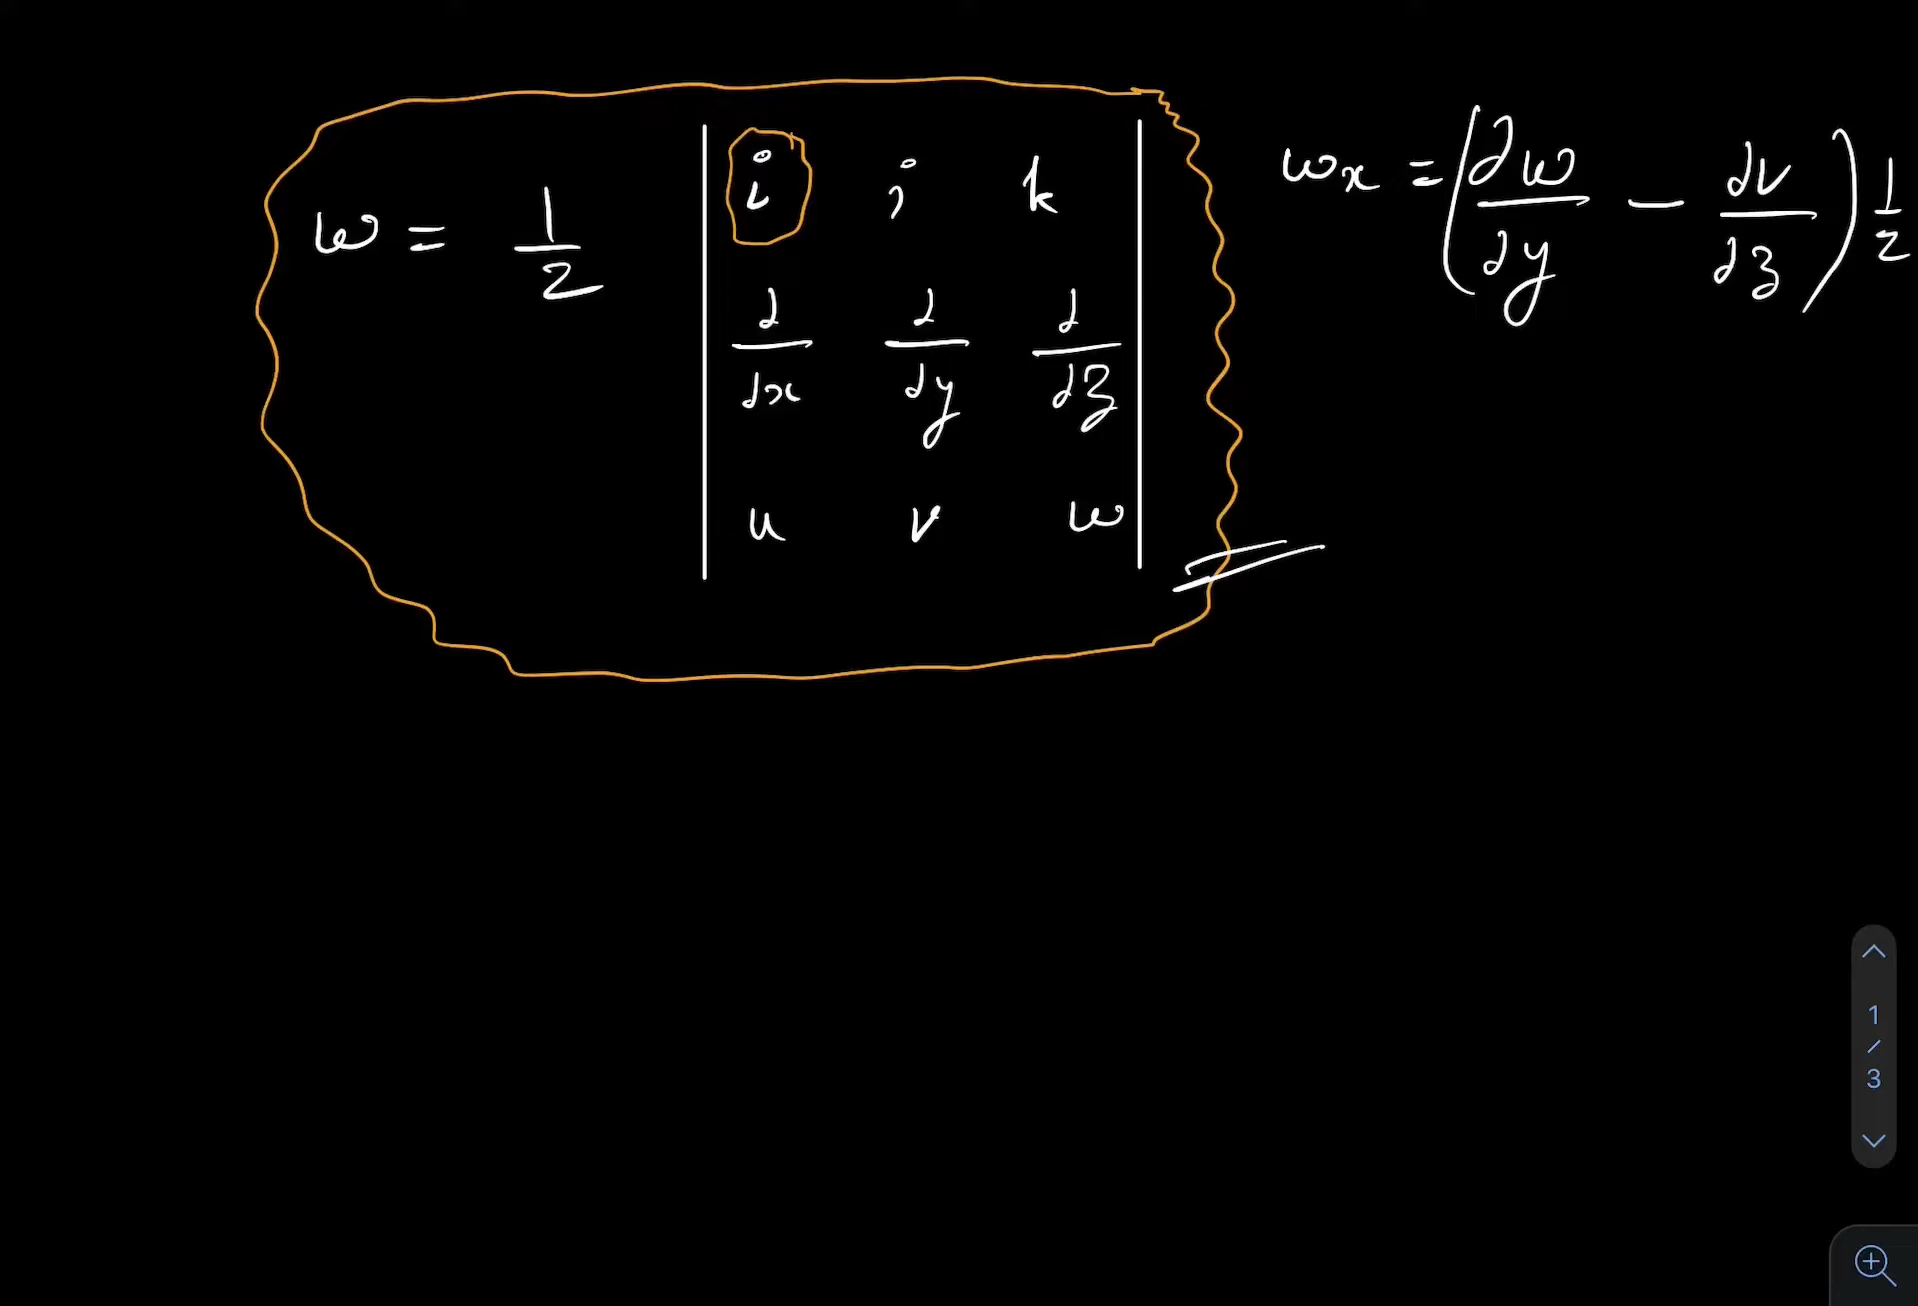 ω = 1/2 | i j k |
| ∂/∂x ∂/∂y ∂/∂z |
| u v w |
ωx = (∂w/∂y − ∂v/∂z) 1/2
1
/
3